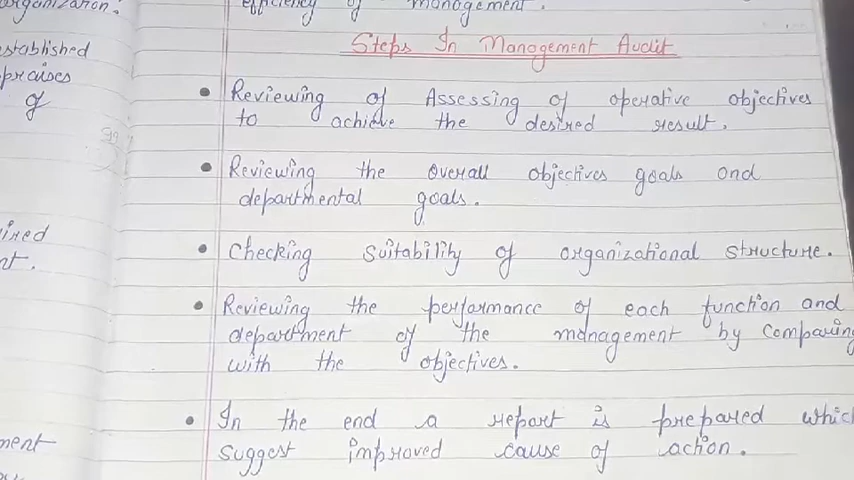 organization.
established
praises
of
ired
nt.
ment
efficiency of management.
Steps In Management Audit
• Reviewing of Assessing of operative objectives
to achieve the desired result.
• Reviewing the overall objectives goals and
departmental goals.
• Checking suitability of organizational structure.
• Reviewing the performance of each function and
department of the management by comparing
with the objectives.
• In the end a report is prepared which
suggest improved cause of action.